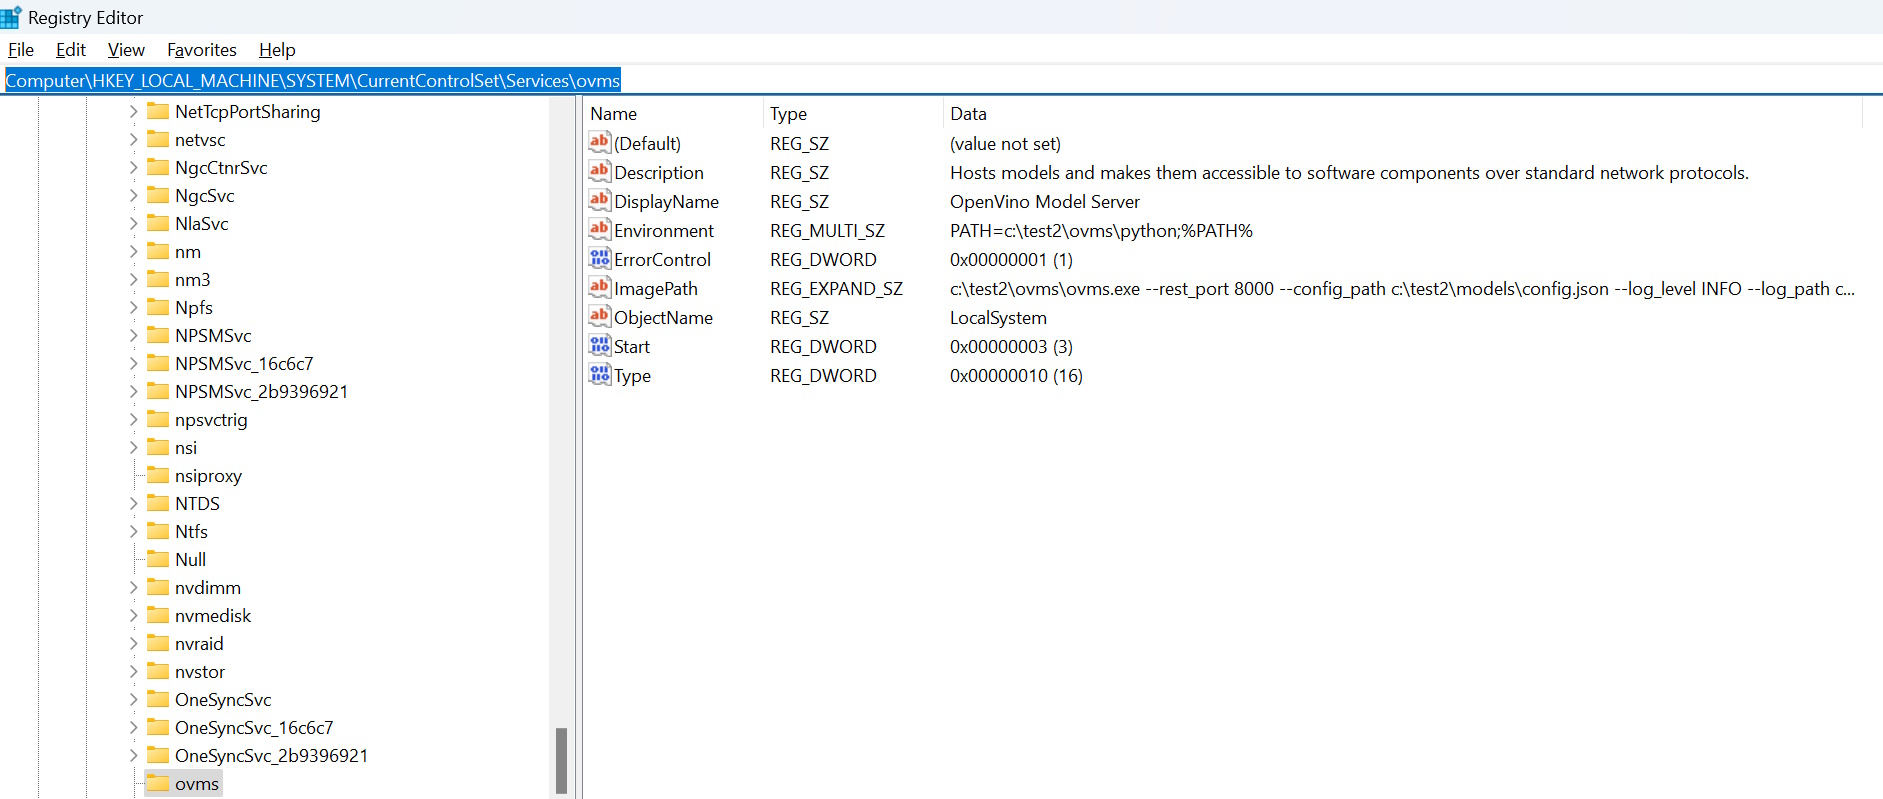 Registry Editor
File Edit View Favorites Help
Computer\HKEY_LOCAL_MACHINE\SYSTEM\CurrentControlSet\Services\ovms
NetTcpPortSharing
netvsc
NgcCtnrSvc
NgcSvc
NlaSvc
nm
nm3
Npfs
NPSMSvc
NPSMSvc_16c6c7
NPSMSvc_2b9396921
npsvctrig
nsi
nsiproxy
NTDS
Ntfs
Null
nvdimm
nvmedisk
nvraid
nvstor
OneSyncSvc
OneSyncSvc_16c6c7
OneSyncSvc_2b9396921
ovms
Name Type Data
(Default) REG_SZ (value not set)
Description REG_SZ Hosts models and makes them accessible to software components over standard network protocols.
DisplayName REG_SZ OpenVino Model Server
Environment REG_MULTI_SZ PATH=c:\test2\ovms\python;%PATH%
ErrorControl REG_DWORD 0x00000001 (1)
ImagePath REG_EXPAND_SZ c:\test2\ovms\ovms.exe --rest_port 8000 --config_path c:\test2\models\config.json --log_level INFO --log_path c...
ObjectName REG_SZ LocalSystem
Start REG_DWORD 0x00000003 (3)
Type REG_DWORD 0x00000010 (16)